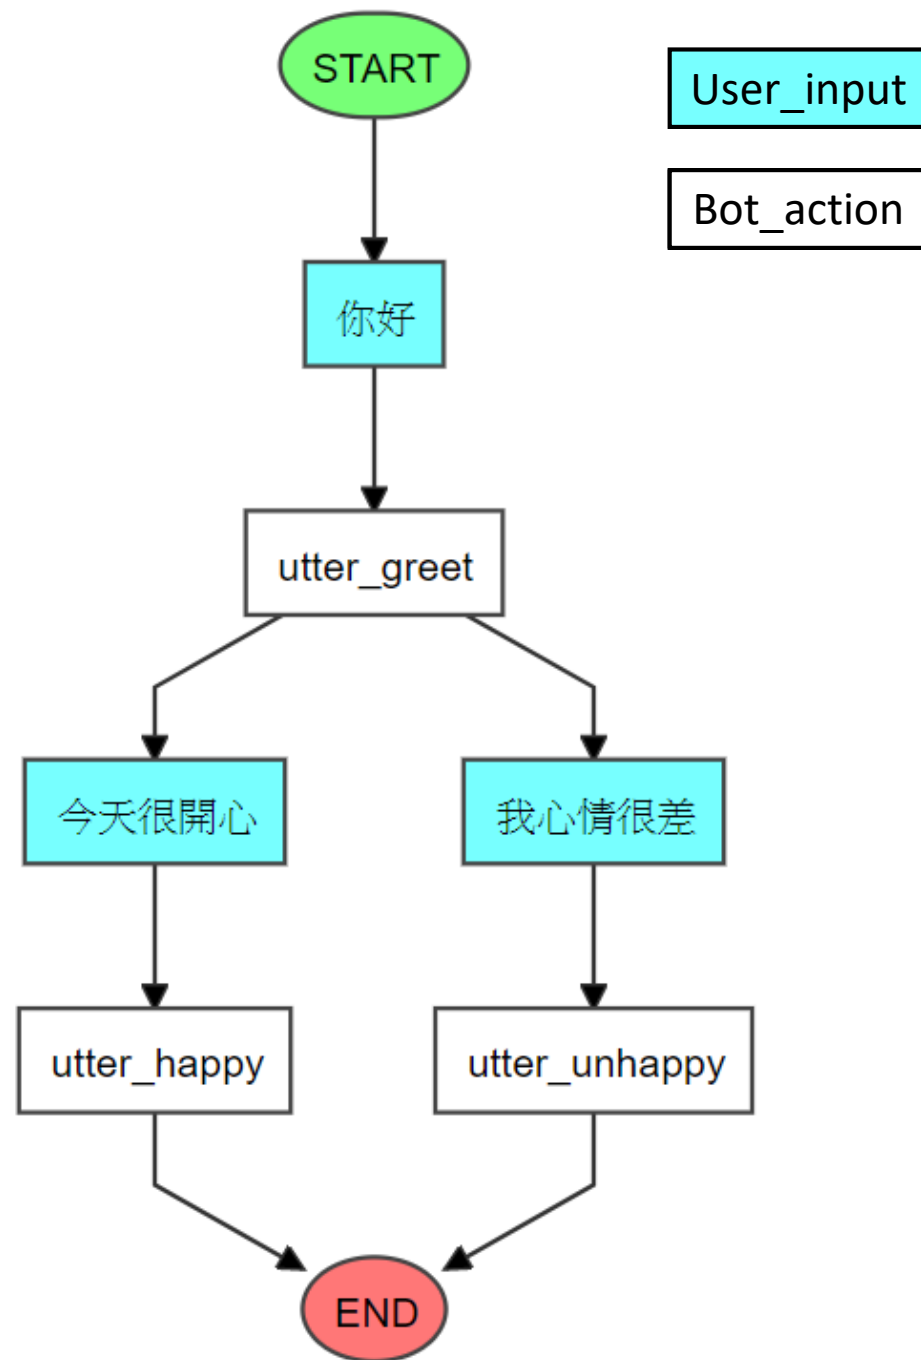 START
User_input
Bot_action
你好
utter_greet
今天很開心
我心情很差
utter_happy
utter_unhappy
END